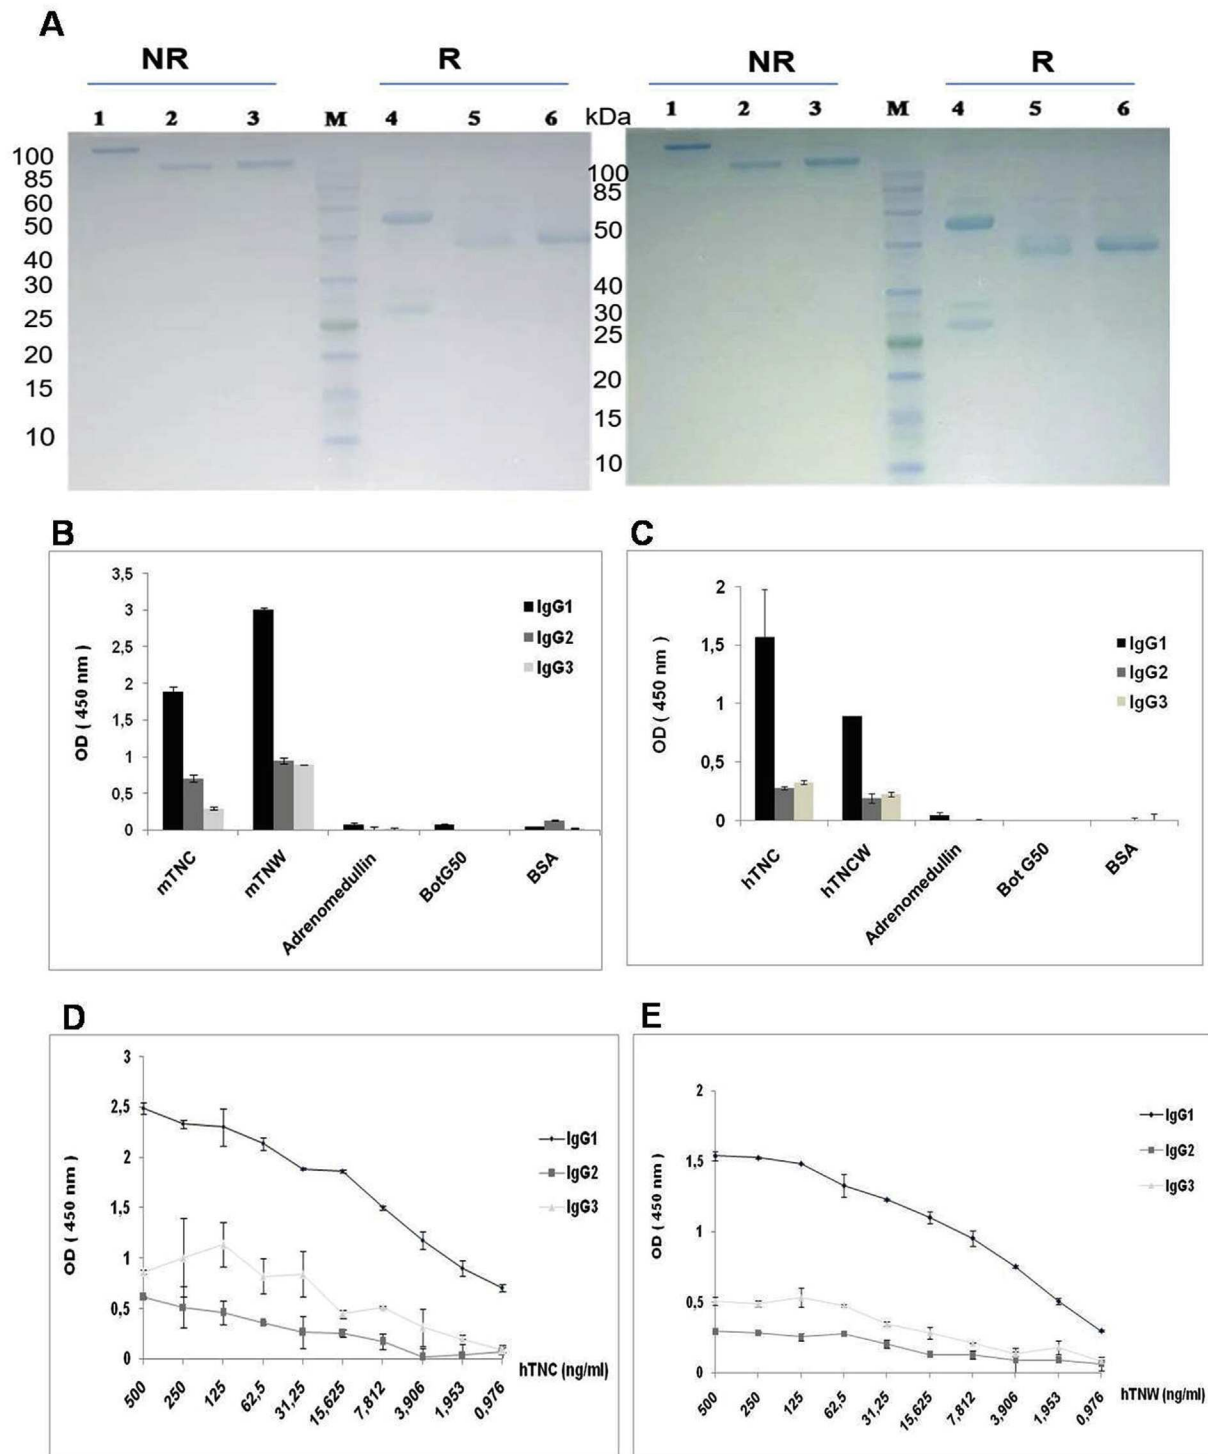 A
NR R NR R
1 2 3 M 4 5 6 kDa 1 2 3 M 4 5 6
100
85
60
50
40
30
25
20
15
10
100
85
50
40
30
25
20
15
10
B
3,5
3
2,5
2
1,5
1
0,5
0
OD ( 450 nm )
IgG1
IgG2
IgG3
mTNC mTNW Adrenomedullin BotG50 BSA
C
2
1,5
1
0,5
0
OD ( 450 nm )
IgG1
IgG2
IgG3
hTNC hTNCW Adrenomedullin Bot G50 BSA
D
3
2,5
2
1,5
1
0,5
0
OD ( 450 nm )
IgG1
IgG2
IgG3
500 250 125 62,5 31,25 15,625 7,812 3,906 1,953 0,976
hTNC (ng/ml)
E
2
1,5
1
0,5
0
OD ( 450 nm )
IgG1
IgG2
IgG3
500 250 125 62,5 31,25 15,625 7,812 3,906 1,953 0,976
hTNW (ng/ml)